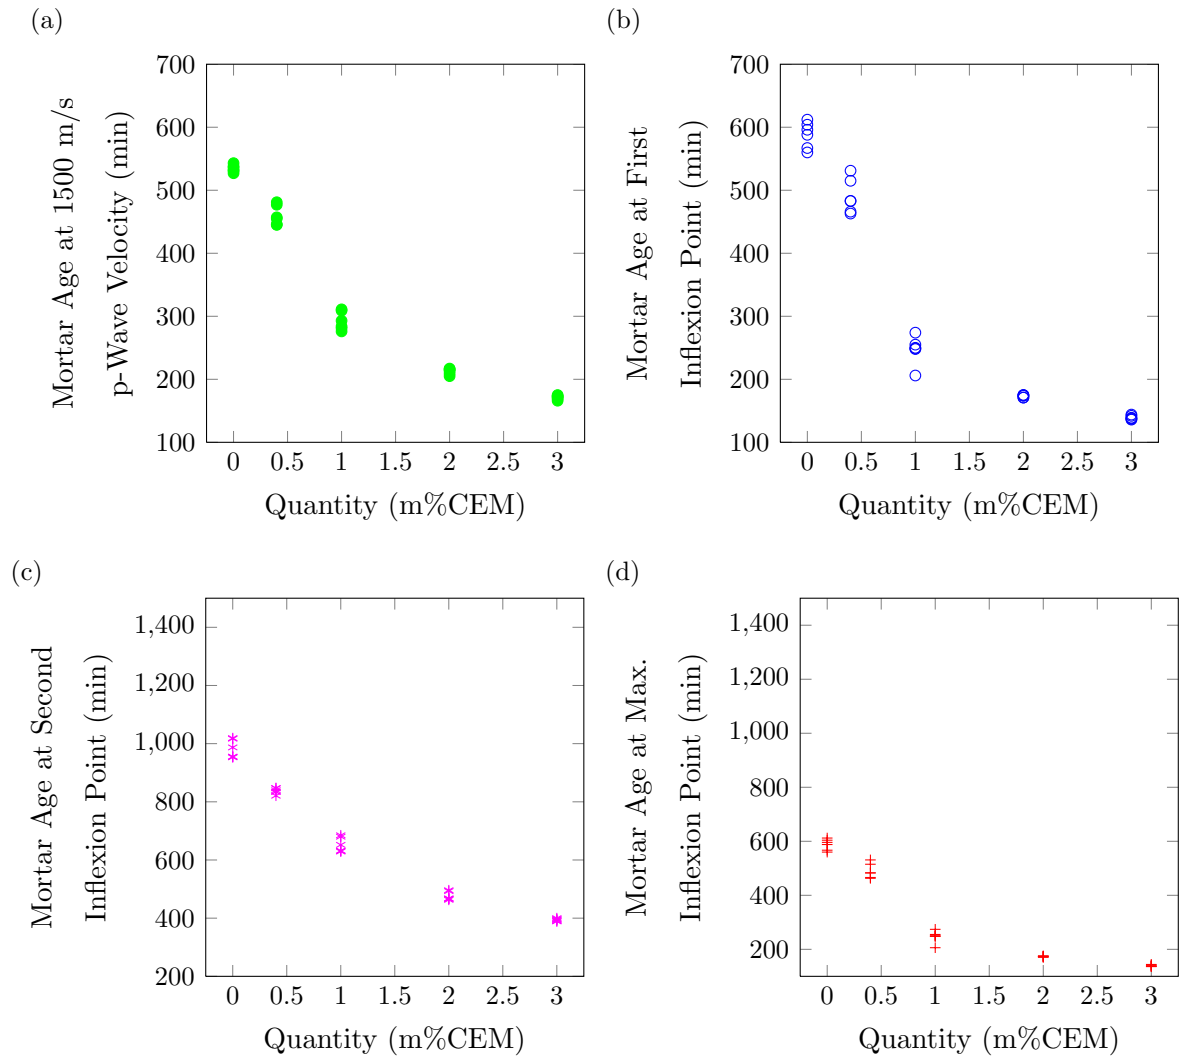 (a)
700
600
500
400
300
200
100
0 0.5 1 1.5 2 2.5 3
Quantity (m%CEM)
Mortar Age at 1500 m/s
p-Wave Velocity (min)
(b)
700
600
500
400
300
200
100
0 0.5 1 1.5 2 2.5 3
Quantity (m%CEM)
Mortar Age at First
Inflexion Point (min)
(c)
1,400
1,200
1,000
800
600
400
200
0 0.5 1 1.5 2 2.5 3
Quantity (m%CEM)
Mortar Age at Second
Inflexion Point (min)
(d)
1,400
1,200
1,000
800
600
400
200
0 0.5 1 1.5 2 2.5 3
Quantity (m%CEM)
Mortar Age at Max.
Inflexion Point (min)